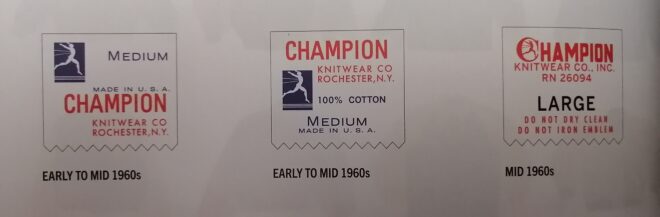 MEDIUM
MADE IN U.S.A.
CHAMPION
KNITWEAR CO
ROCHESTER,N.Y.
EARLY TO MID 1960s
CHAMPION
KNITWEAR CO
ROCHESTER,N.Y.
100% COTTON
MEDIUM
MADE IN U.S.A.
EARLY TO MID 1960s
CHAMPION
KNITWEAR CO., INC.
RN 26094
LARGE
DO NOT DRY CLEAN
DO NOT IRON EMBLEM
MID 1960s